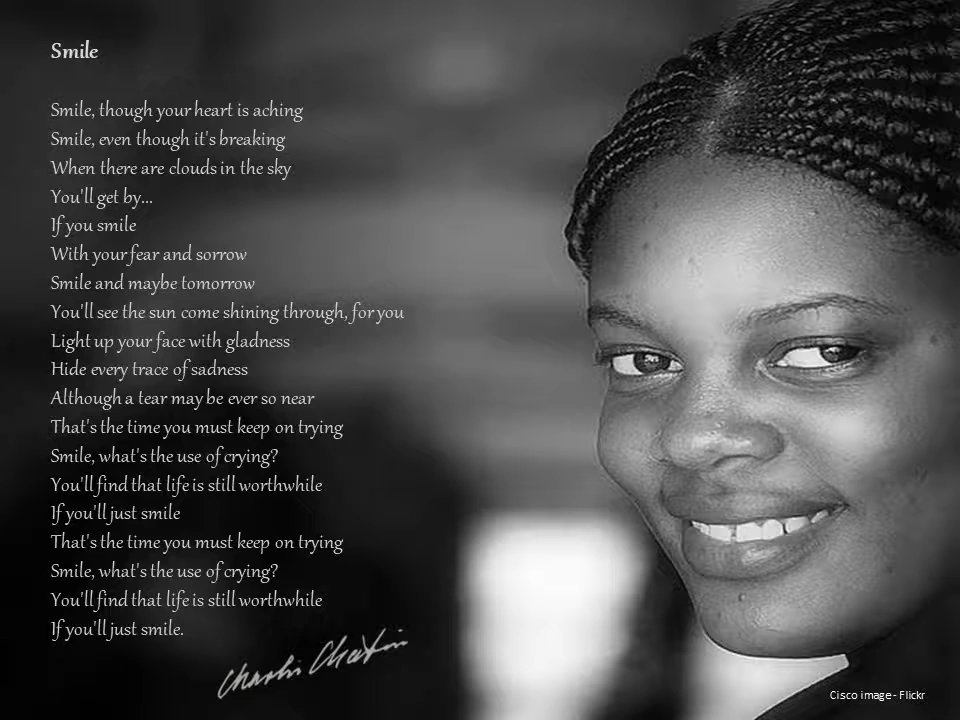 Smile
Smile, though your heart is aching
Smile, even though it's breaking
When there are clouds in the sky
You'll get by...
If you smile
With your fear and sorrow
Smile and maybe tomorrow
You'll see the sun come shining through, for you
Light up your face with gladness
Hide every trace of sadness
Although a tear may be ever so near
That's the time you must keep on trying
Smile, what's the use of crying?
You'll find that life is still worthwhile
If you'll just smile
That's the time you must keep on trying
Smile, what's the use of crying?
You'll find that life is still worthwhile
If you'll just smile.
Charlie Chaplin
Cisco image - Flickr